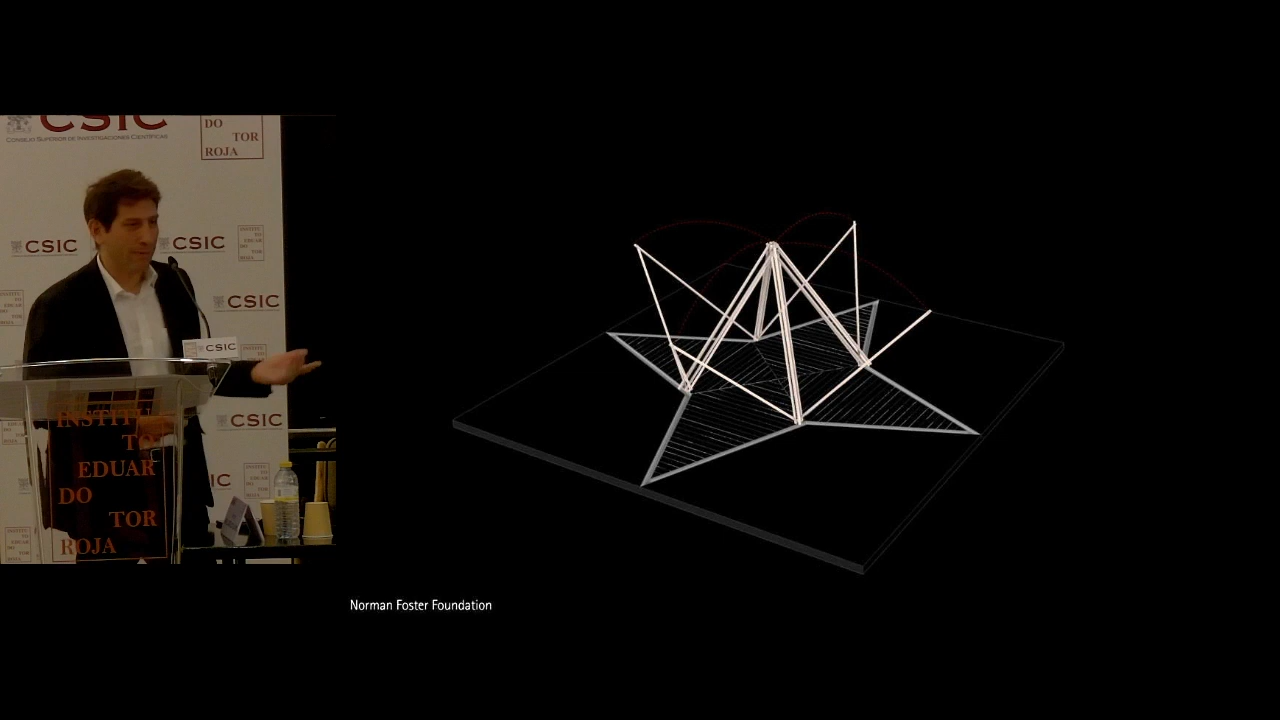 CSIC
CONSEJO SUPERIOR DE INVESTIGACIONES CIENTÍFICAS
DO
TOR
ROJA
CSIC
CSIC
CSIC
CSIC
CSIC
INSTITU
TO
EDUAR
DO
TOR
ROJA
Norman Foster Foundation